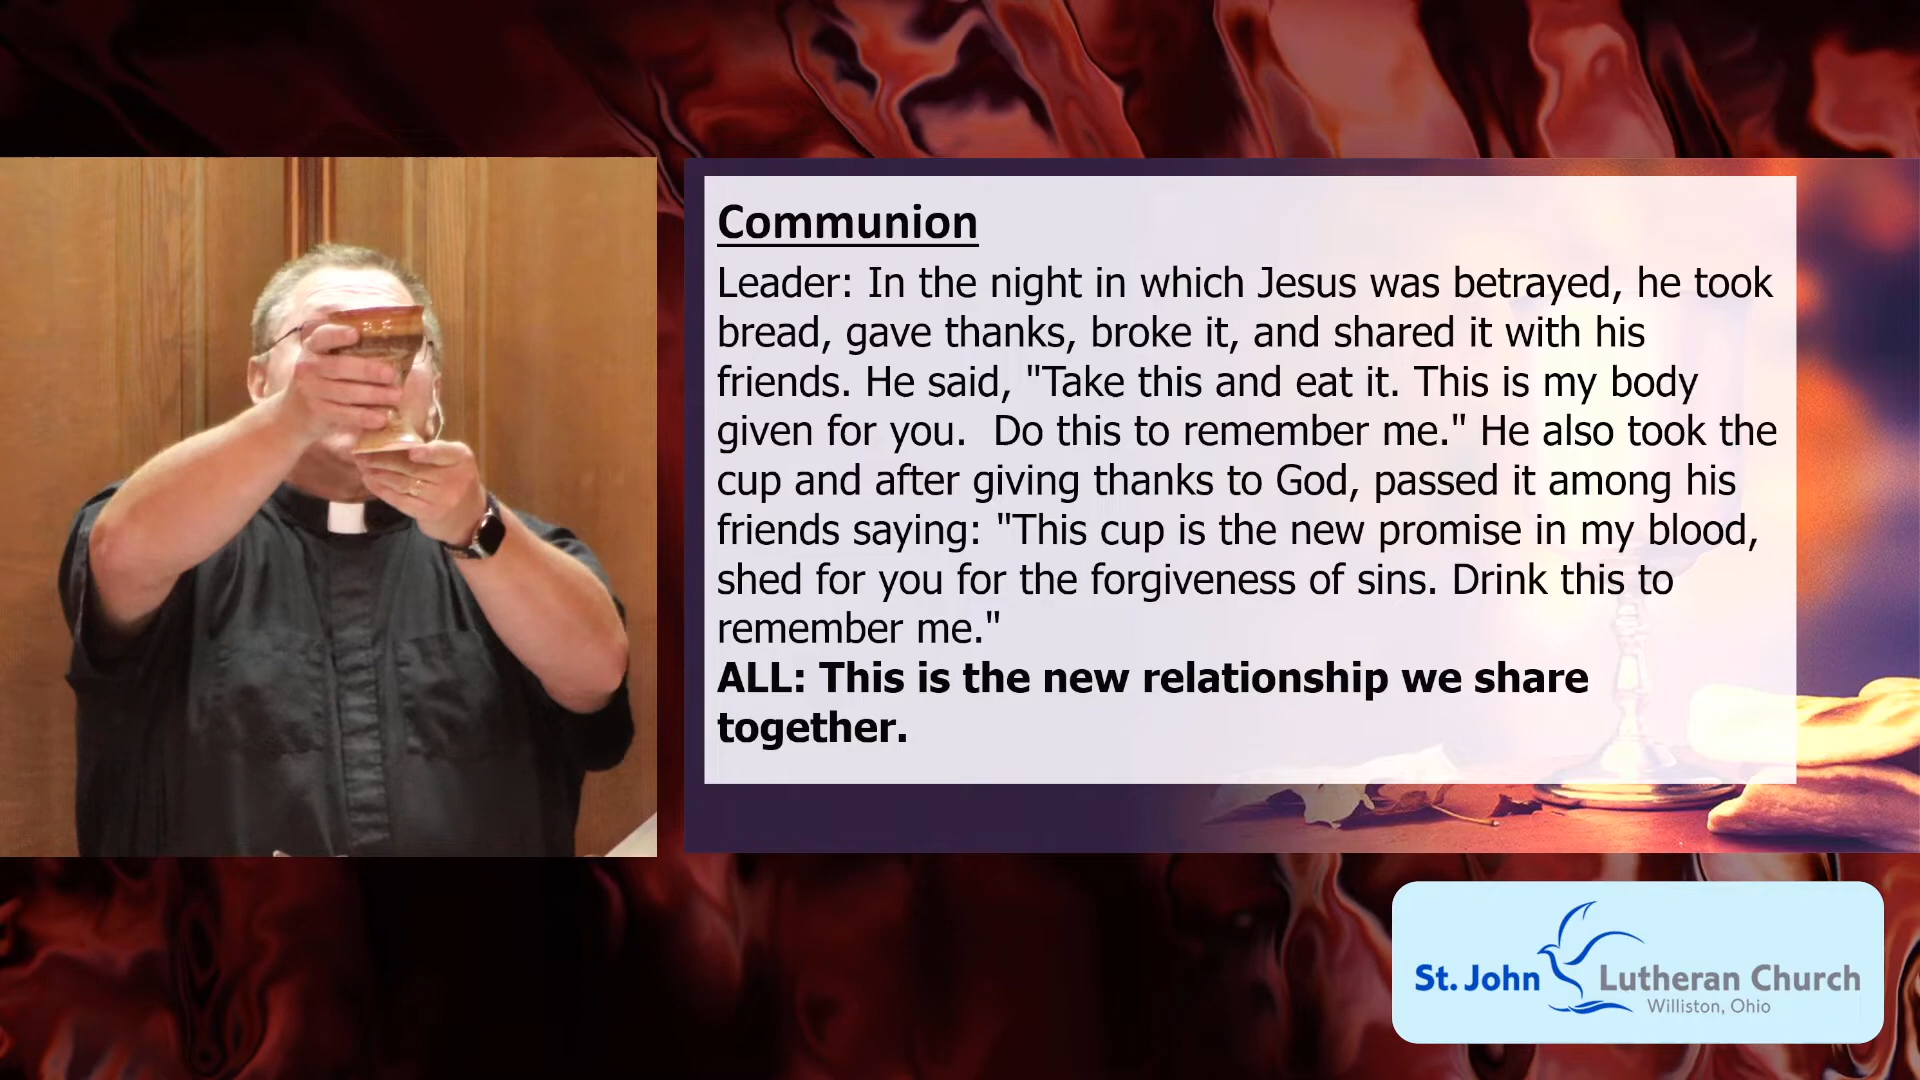 Communion
Leader: In the night in which Jesus was betrayed, he took
bread, gave thanks, broke it, and shared it with his
friends. He said, "Take this and eat it. This is my body
given for you.  Do this to remember me." He also took the
cup and after giving thanks to God, passed it among his
friends saying: "This cup is the new promise in my blood,
shed for you for the forgiveness of sins. Drink this to
remember me."
ALL: This is the new relationship we share
together.
St. John Lutheran Church
Williston, Ohio